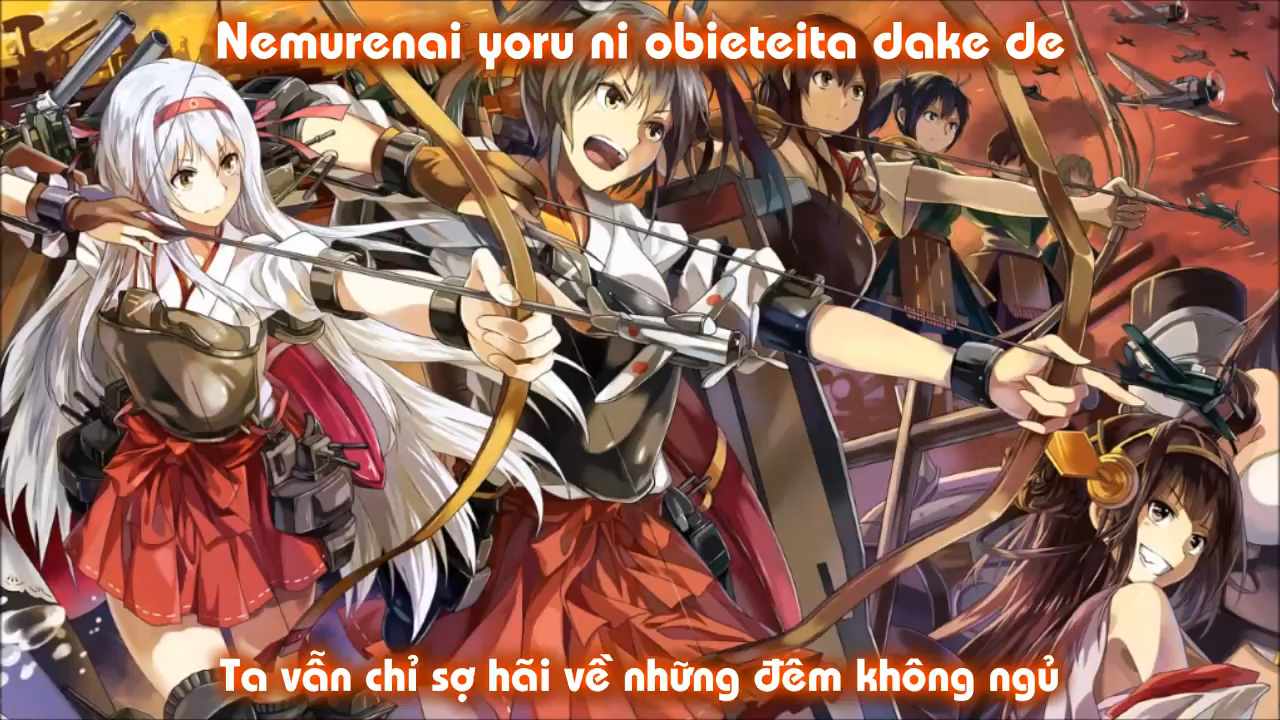 Nemurenai yoru ni obieteita dake de
Ta vẫn chỉ sợ hãi về những đêm không ngủ